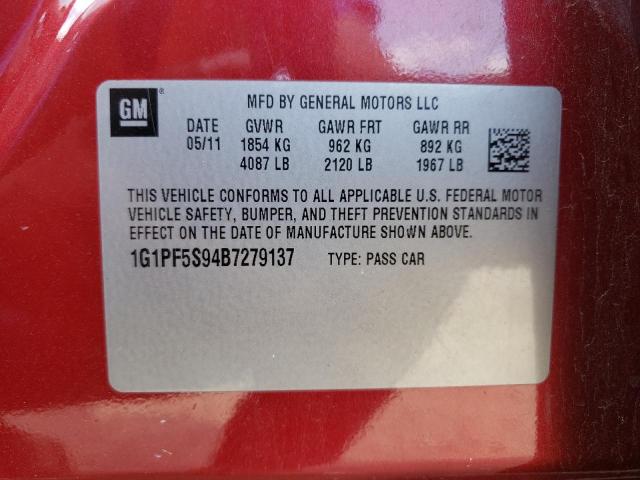 GM
MFD BY GENERAL MOTORS LLC
DATE GVWR GAWR FRT GAWR RR
05/11 1854 KG 962 KG 892 KG
4087 LB 2120 LB 1967 LB
THIS VEHICLE CONFORMS TO ALL APPLICABLE U.S. FEDERAL MOTOR
VEHICLE SAFETY, BUMPER, AND THEFT PREVENTION STANDARDS IN
EFFECT ON THE DATE OF MANUFACTURE SHOWN ABOVE.
1G1PF5S94B7279137 TYPE: PASS CAR